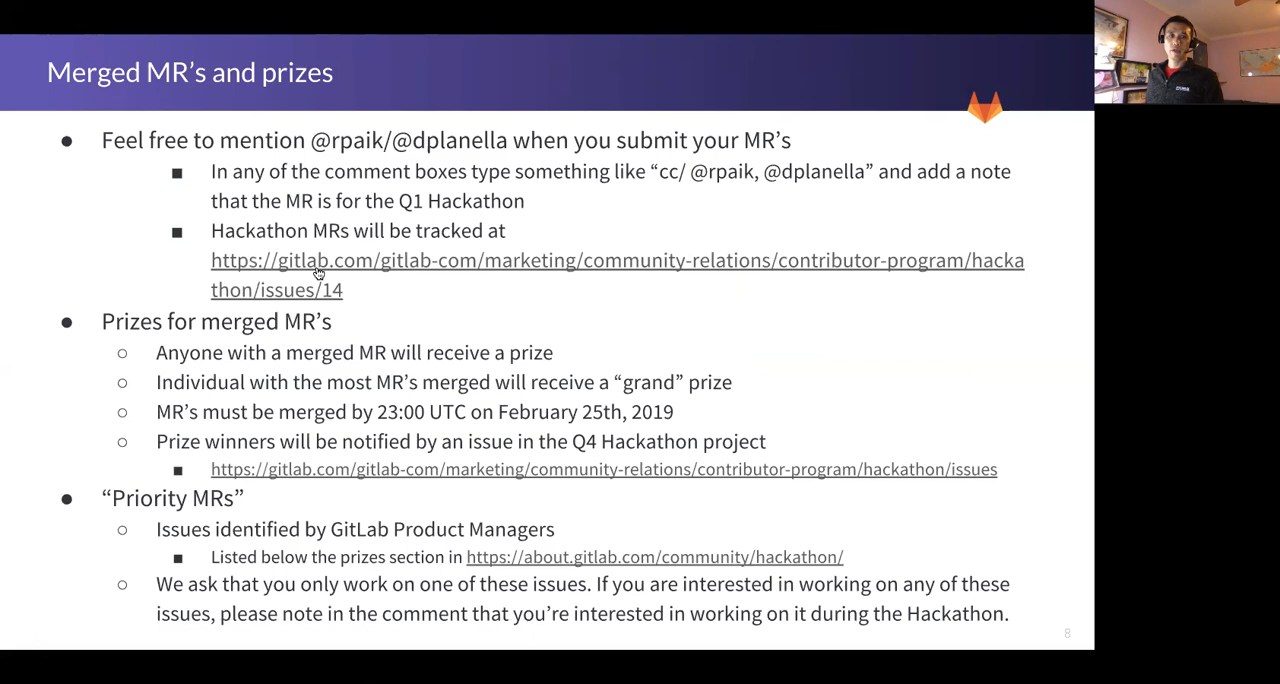 Merged MR’s and prizes
● Feel free to mention @rpaik/@dplanella when you submit your MR’s
■ In any of the comment boxes type something like “cc/ @rpaik, @dplanella” and add a note
that the MR is for the Q1 Hackathon
■ Hackathon MRs will be tracked at
https://gitlab.com/gitlab-com/marketing/community-relations/contributor-program/hacka
thon/issues/14
● Prizes for merged MR’s
○ Anyone with a merged MR will receive a prize
○ Individual with the most MR’s merged will receive a “grand” prize
○ MR’s must be merged by 23:00 UTC on February 25th, 2019
○ Prize winners will be notified by an issue in the Q4 Hackathon project
■ https://gitlab.com/gitlab-com/marketing/community-relations/contributor-program/hackathon/issues
● “Priority MRs”
○ Issues identified by GitLab Product Managers
■ Listed below the prizes section in https://about.gitlab.com/community/hackathon/
○ We ask that you only work on one of these issues. If you are interested in working on any of these
issues, please note in the comment that you’re interested in working on it during the Hackathon.
8